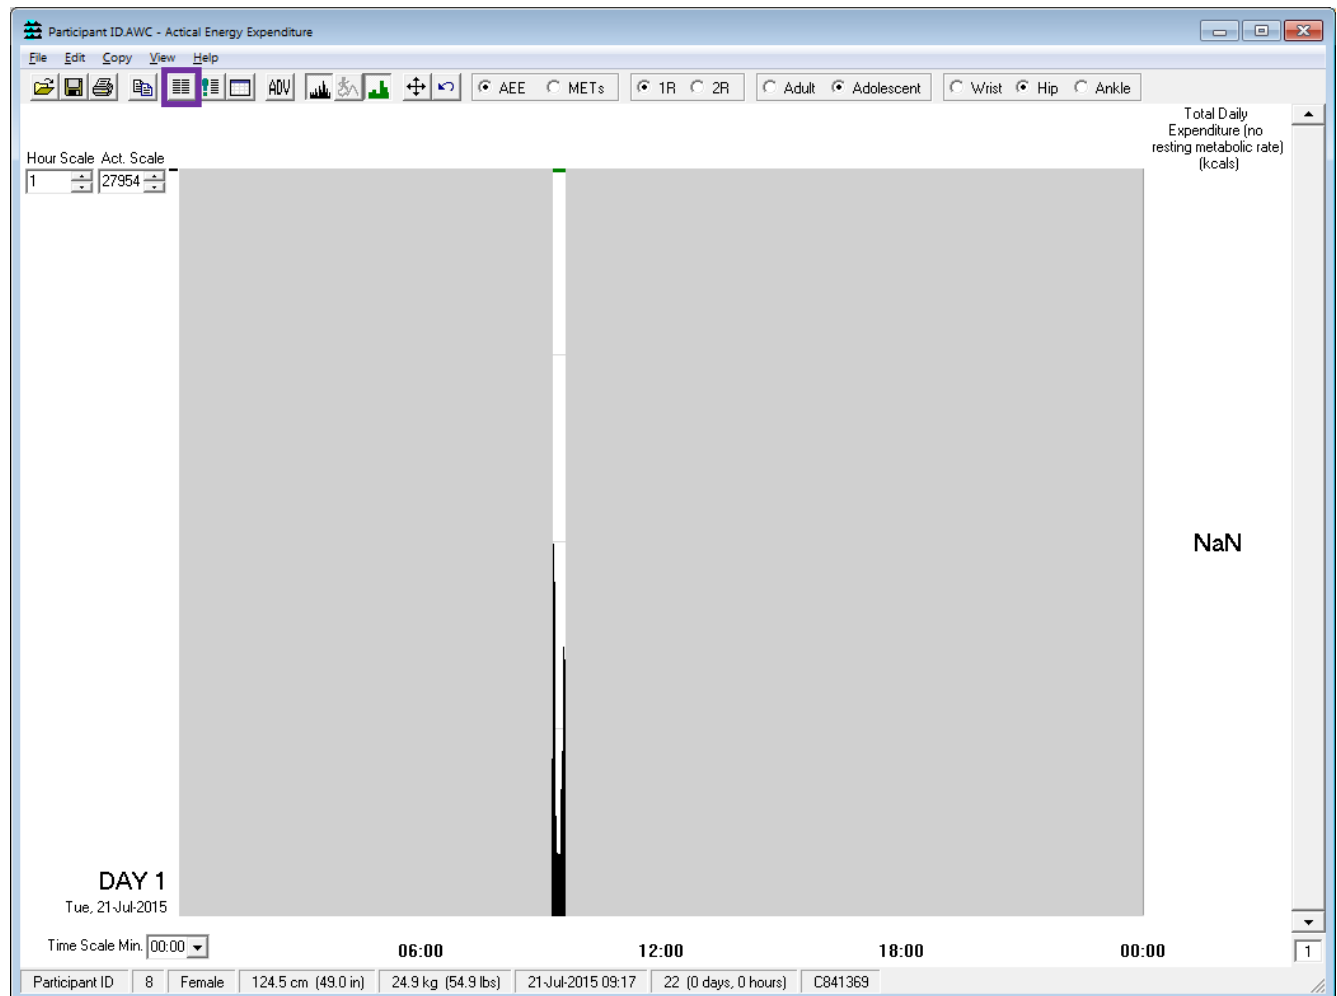 Participant ID.AWC - Actical Energy Expenditure
File Edit Copy View Help
ADV AEE METs 1R 2R Adult Adolescent Wrist Hip Ankle
Total Daily
Expenditure (no
resting metabolic rate)
(kcals)
Hour Scale Act. Scale
1 27954
NaN
DAY 1
Tue, 21-Jul-2015
Time Scale Min. 00:00
06:00 12:00 18:00 00:00 1
Participant ID 8 Female 124.5 cm (49.0 in) 24.9 kg (54.9 lbs) 21-Jul-2015 09:17 22 (0 days, 0 hours) C841369